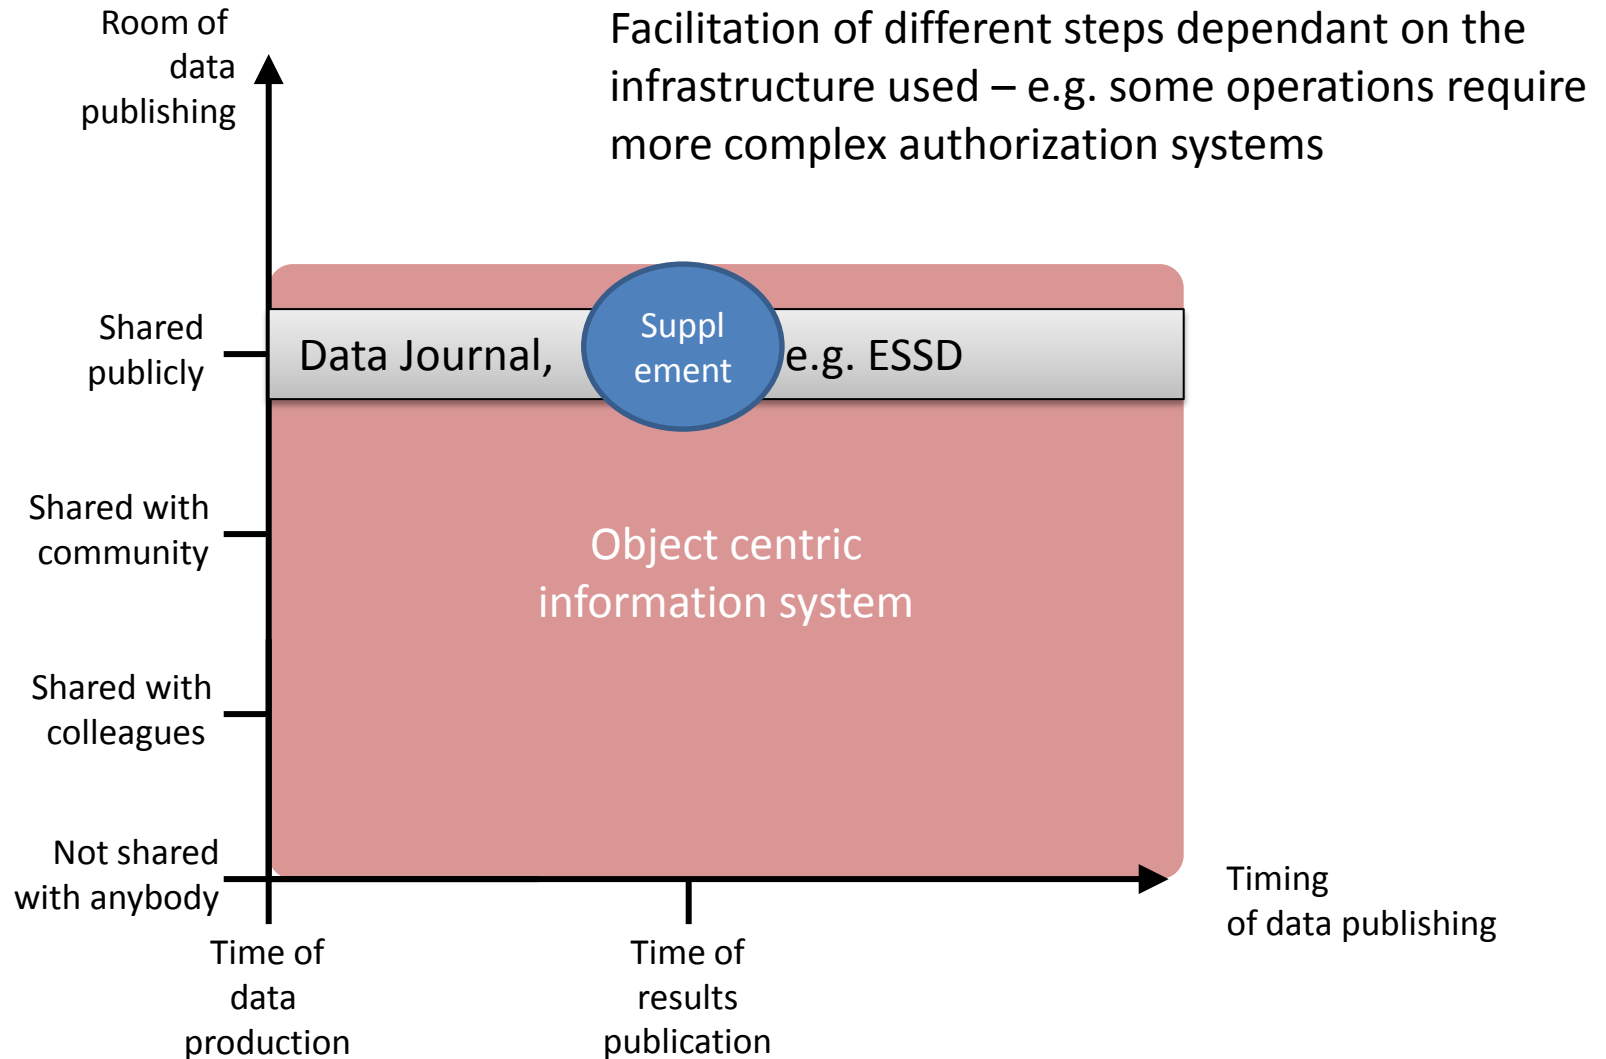 Room of
data
publishing
Facilitation of different steps dependant on the
infrastructure used – e.g. some operations require
more complex authorization systems
Shared
publicly
Data Journal,
Suppl
ement
e.g. ESSD
Shared with
community
Object centric
information system
Shared with
colleagues
Not shared
with anybody
Timing
of data publishing
Time of
data
production
Time of
results
publication